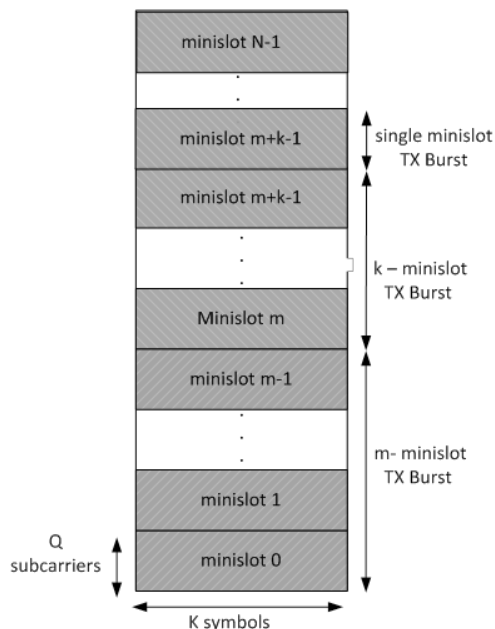 minislot N-1
minislot m+k-1
single minislot
TX Burst
minislot m+k-1
k – minislot
TX Burst
Minislot m
minislot m-1
m- minislot
TX Burst
minislot 1
Q
subcarriers
minislot 0
K symbols